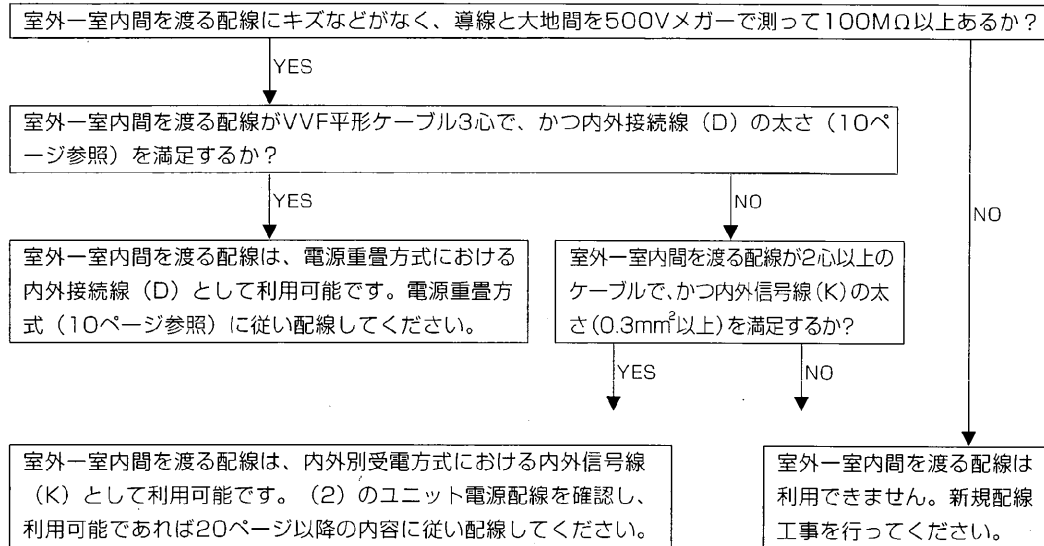 室外ー室内間を渡る配線にキズなどがなく、導線と大地間を500Vメガーで測って100MΩ以上あるか？
YES
室外ー室内間を渡る配線がVVF平形ケーブル3心で、かつ内外接続線（D）の太さ（10ペ
ージ参照）を満足するか？
YES
NO
NO
室外ー室内間を渡る配線は、電源重畳方式における
内外接続線（D）として利用可能です。電源重畳方
式（10ページ参照）に従い配線してください。
室外ー室内間を渡る配線が2心以上の
ケーブルで、かつ内外信号線（K）の太
さ（0.3mm²以上）を満足するか？
YES
NO
室外ー室内間を渡る配線は、内外別受電方式における内外信号線
（K）として利用可能です。（2）のユニット電源配線を確認し、
利用可能であれば20ページ以降の内容に従い配線してください。
室外ー室内間を渡る配線は
利用できません。新規配線
工事を行ってください。